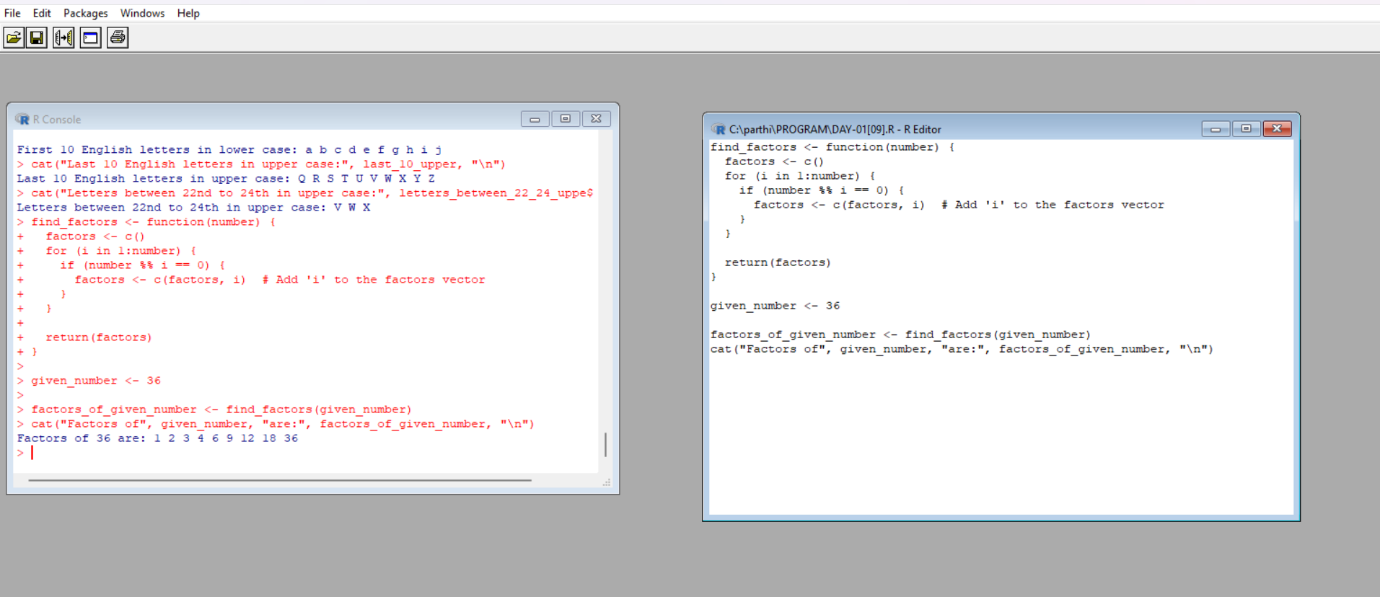 File Edit Packages Windows Help
R Console
First 10 English letters in lower case: a b c d e f g h i j
> cat("Last 10 English letters in upper case:", last_10_upper, "\n")
Last 10 English letters in upper case: Q R S T U V W X Y Z
> cat("Letters between 22nd to 24th in upper case:", letters_between_22_24_uppe$
Letters between 22nd to 24th in upper case: V W X
> find_factors <- function(number) {
+   factors <- c()
+   for (i in 1:number) {
+     if (number %% i == 0) {
+       factors <- c(factors, i)  # Add 'i' to the factors vector
+     }
+   }
+
+   return(factors)
+ }
>
> given_number <- 36
>
> factors_of_given_number <- find_factors(given_number)
> cat("Factors of", given_number, "are:", factors_of_given_number, "\n")
Factors of 36 are: 1 2 3 4 6 9 12 18 36
>
C:\parthi\PROGRAM\DAY-01[09].R - R Editor
find_factors <- function(number) {
  factors <- c()
  for (i in 1:number) {
    if (number %% i == 0) {
      factors <- c(factors, i)  # Add 'i' to the factors vector
    }
  }
  return(factors)
}
given_number <- 36
factors_of_given_number <- find_factors(given_number)
cat("Factors of", given_number, "are:", factors_of_given_number, "\n")